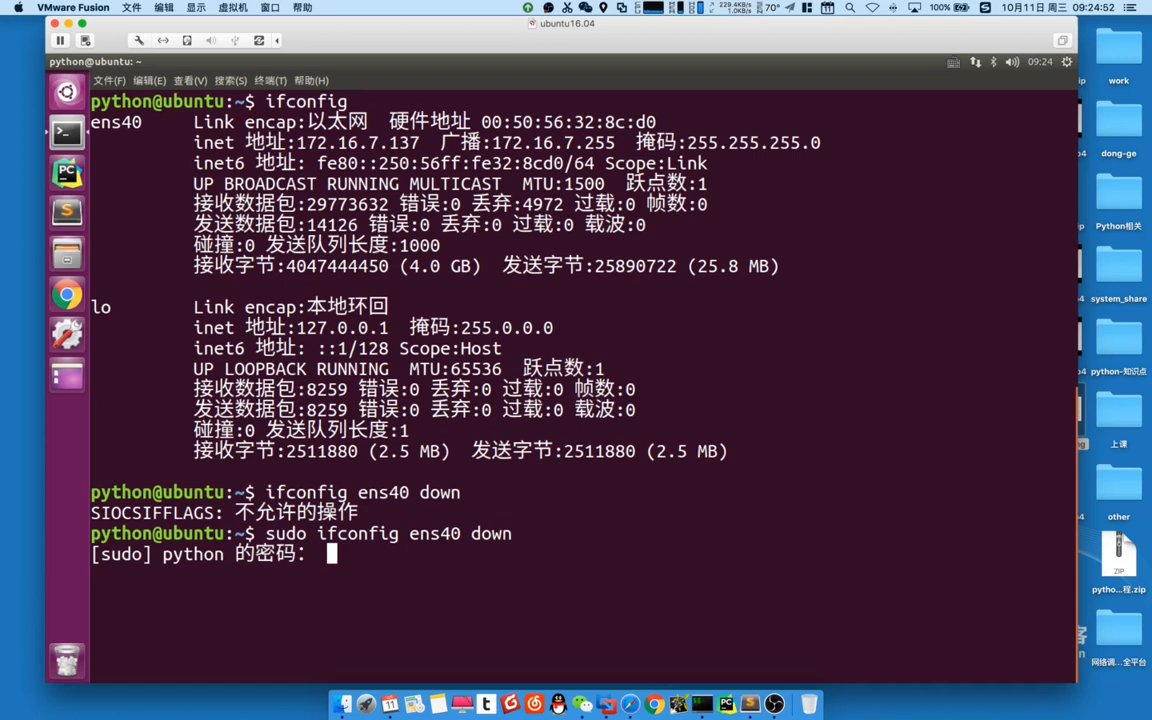 VMware Fusion 文件 编辑 显示 虚拟机 窗口 帮助 229.4KB/s 1.0KB/s 70° 11 100% 10月11日 周三 09:24:52
ubuntu16.04
python@ubuntu: ~ 09:24
文件(F) 编辑(E) 查看(V) 搜索(S) 终端(T) 帮助(H)
python@ubuntu:~$ ifconfig
ens40 Link encap:以太网 硬件地址 00:50:56:32:8c:d0
inet 地址:172.16.7.137 广播:172.16.7.255 掩码:255.255.255.0
inet6 地址: fe80::250:56ff:fe32:8cd0/64 Scope:Link
UP BROADCAST RUNNING MULTICAST MTU:1500 跃点数:1
接收数据包:29773632 错误:0 丢弃:4972 过载:0 帧数:0
发送数据包:14126 错误:0 丢弃:0 过载:0 载波:0
碰撞:0 发送队列长度:1000
接收字节:4047444450 (4.0 GB) 发送字节:25890722 (25.8 MB)
lo Link encap:本地环回
inet 地址:127.0.0.1 掩码:255.0.0.0
inet6 地址: ::1/128 Scope:Host
UP LOOPBACK RUNNING MTU:65536 跃点数:1
接收数据包:8259 错误:0 丢弃:0 过载:0 帧数:0
发送数据包:8259 错误:0 丢弃:0 过载:0 载波:0
碰撞:0 发送队列长度:1
接收字节:2511880 (2.5 MB) 发送字节:2511880 (2.5 MB)
python@ubuntu:~$ ifconfig ens40 down
SIOCSIFFLAGS: 不允许的操作
python@ubuntu:~$ sudo ifconfig ens40 down
[sudo] python 的密码：
work
dong-ge
Python相关
system_share
python-知识点
上课
other
ZIP
pytho...程.zip
网络调...全平台